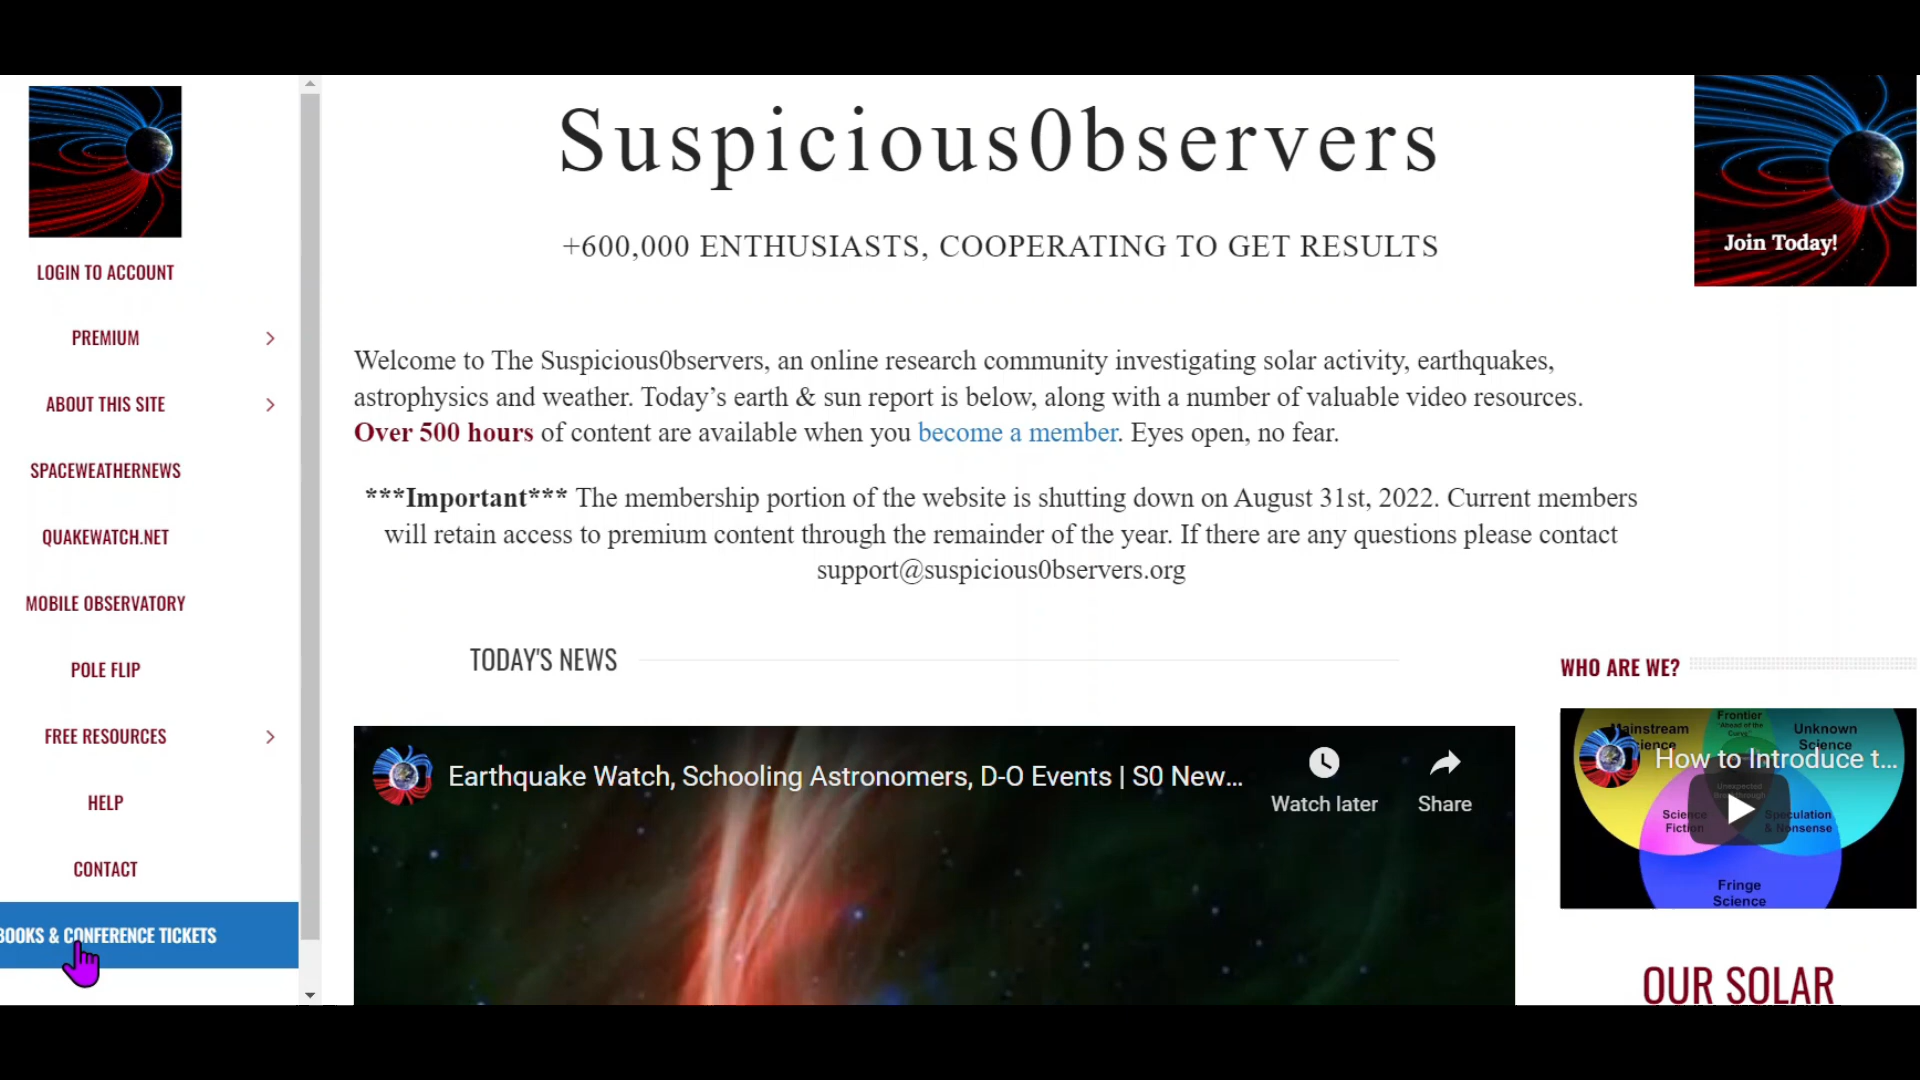 Suspicious0bservers
+600,000 ENTHUSIASTS, COOPERATING TO GET RESULTS
Join Today!
LOGIN TO ACCOUNT
PREMIUM
ABOUT THIS SITE
SPACEWEATHERNEWS
QUAKEWATCH.NET
MOBILE OBSERVATORY
POLE FLIP
FREE RESOURCES
HELP
CONTACT
BOOKS & CONFERENCE TICKETS
Welcome to The Suspicious0bservers, an online research community investigating solar activity, earthquakes,
astrophysics and weather. Today’s earth & sun report is below, along with a number of valuable video resources.
Over 500 hours of content are available when you become a member. Eyes open, no fear.
***Important*** The membership portion of the website is shutting down on August 31st, 2022. Current members
will retain access to premium content through the remainder of the year. If there are any questions please contact
support@suspicious0bservers.org
TODAY'S NEWS
Earthquake Watch, Schooling Astronomers, D-O Events | S0 New...
Watch later
Share
WHO ARE WE?
How to Introduce t...
Frontier
"Ahead of the
Curve"
Mainstream
Science
Unknown
Science
Science
Fiction
Speculation
& Nonsense
Fringe
Science
OUR SOLAR